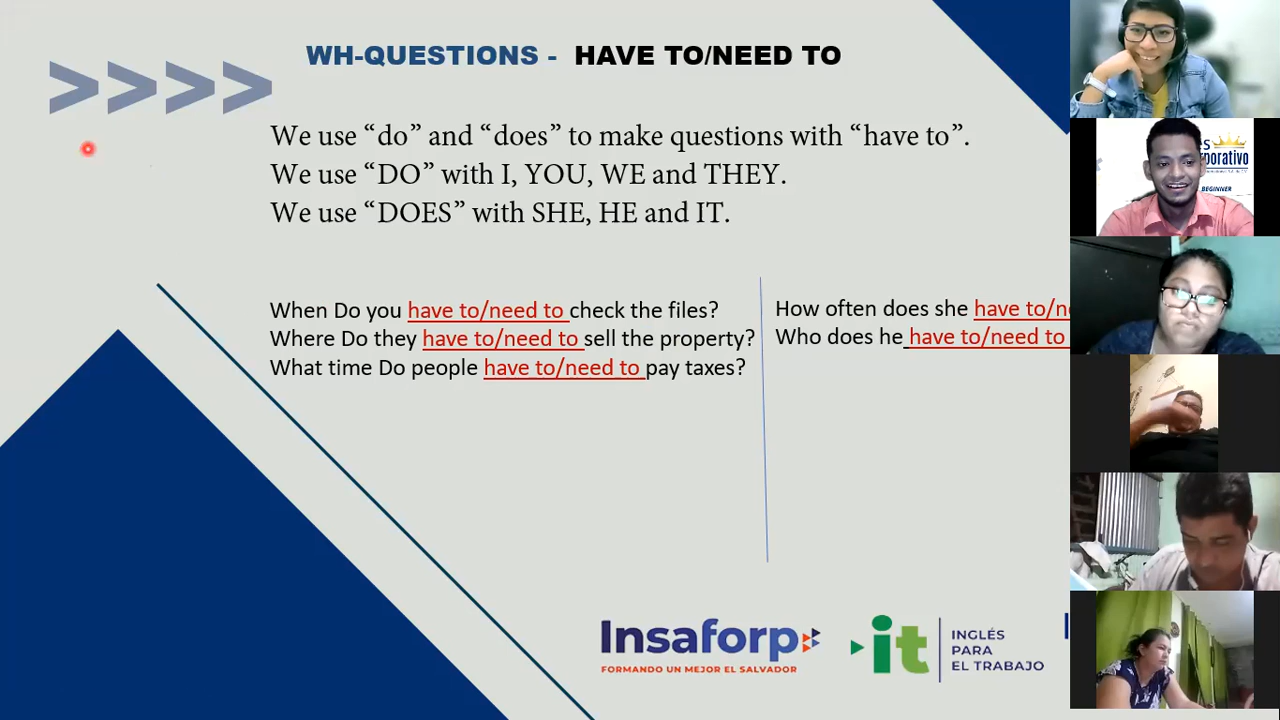 WH-QUESTIONS - HAVE TO/NEED TO
We use “do” and “does” to make questions with “have to”.
We use “DO” with I, YOU, WE and THEY.
We use “DOES” with SHE, HE and IT.
When Do you have to/need to check the files?
Where Do they have to/need to sell the property?
What time Do people have to/need to pay taxes?
How often does she have to/n
Who does he have to/need to
Insaforp
FORMANDO UN MEJOR EL SALVADOR
it
INGLÉS
PARA
EL TRABAJO
BEGINNER